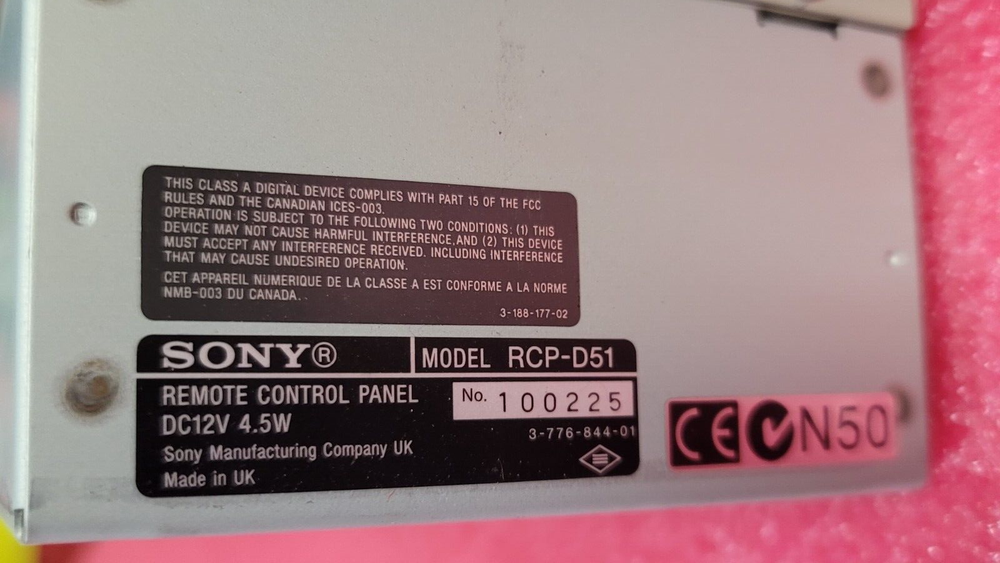 THIS CLASS A DIGITAL DEVICE COMPLIES WITH PART 15 OF THE FCC
RULES AND THE CANADIAN ICES-003.
OPERATION IS SUBJECT TO THE FOLLOWING TWO CONDITIONS: (1) THIS
DEVICE MAY NOT CAUSE HARMFUL INTERFERENCE,AND (2) THIS DEVICE
MUST ACCEPT ANY INTERFERENCE RECEIVED. INCLUDING INTERFERENCE
THAT MAY CAUSE UNDESIRED OPERATION.
CET APPAREIL NUMERIQUE DE LA CLASSE A EST CONFORME A LA NORME
NMB-003 DU CANADA.
3-188-177-02
SONY® MODEL RCP-D51
REMOTE CONTROL PANEL No. 100225
DC12V 4.5W
3-776-844-01
Sony Manufacturing Company UK
Made in UK
CE N50